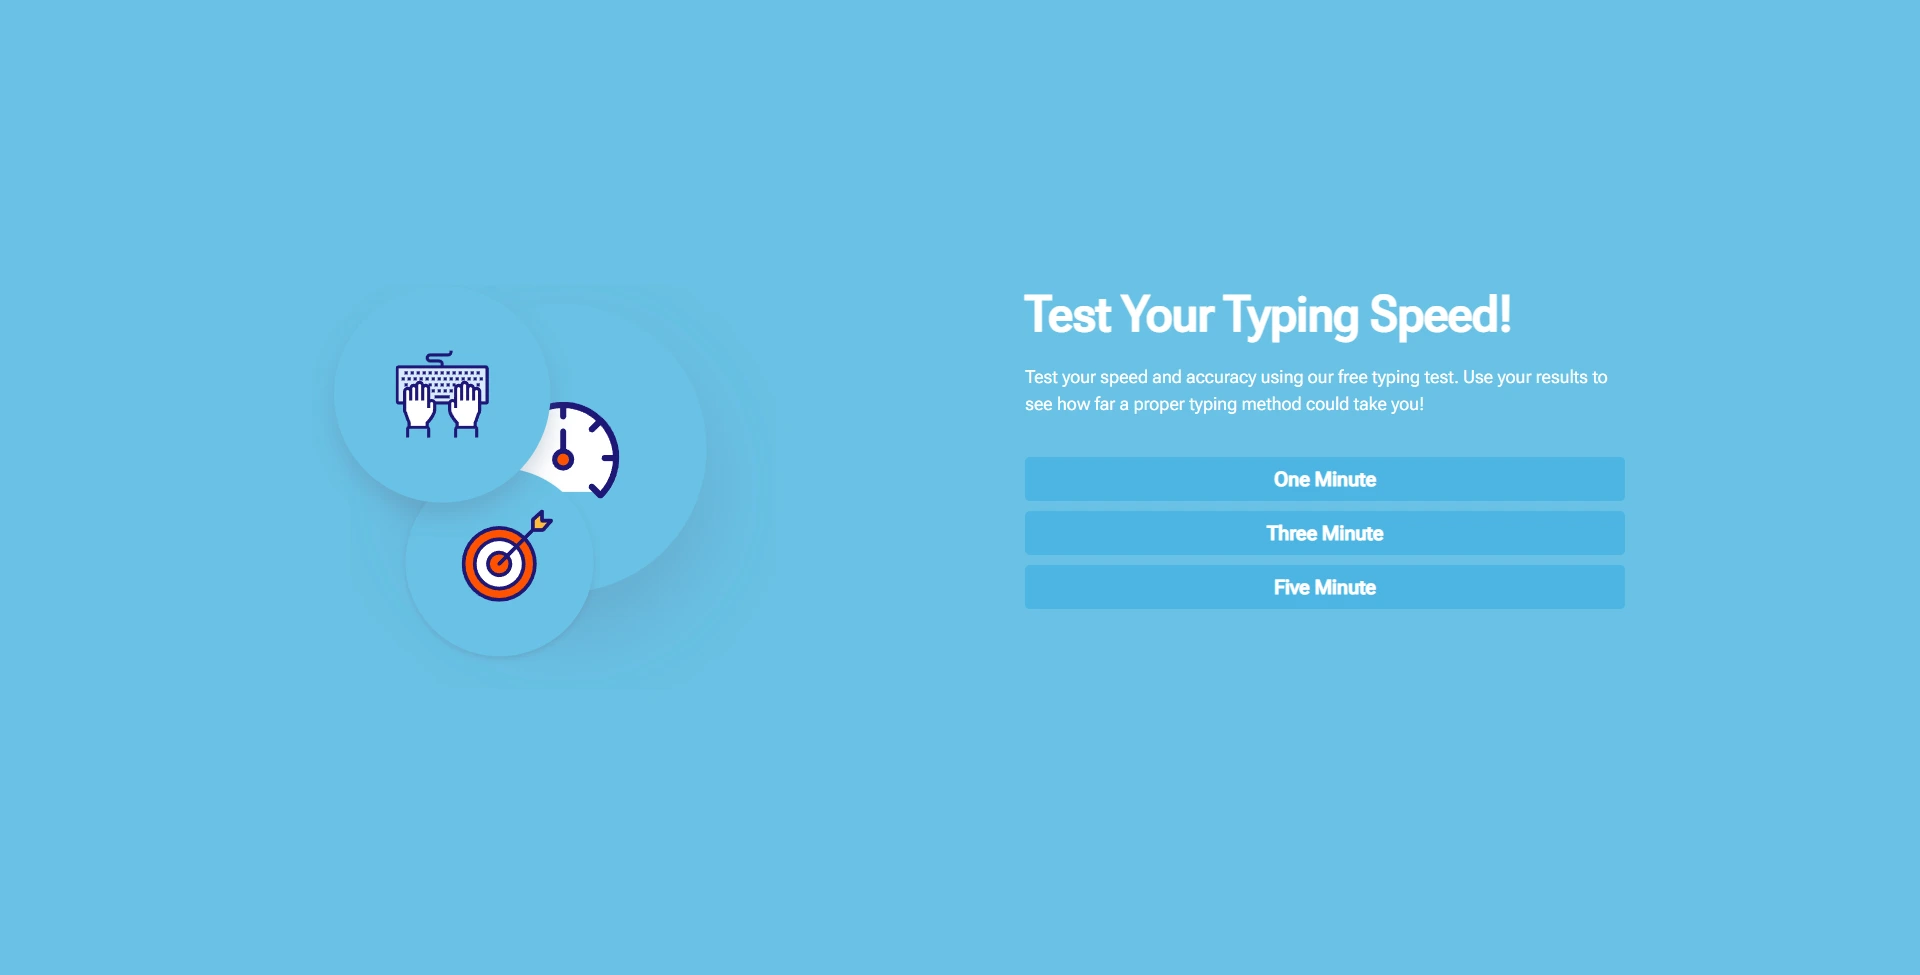 Test Your Typing Speed!
Test your speed and accuracy using our free typing test. Use your results to
see how far a proper typing method could take you!
One Minute
Three Minute
Five Minute